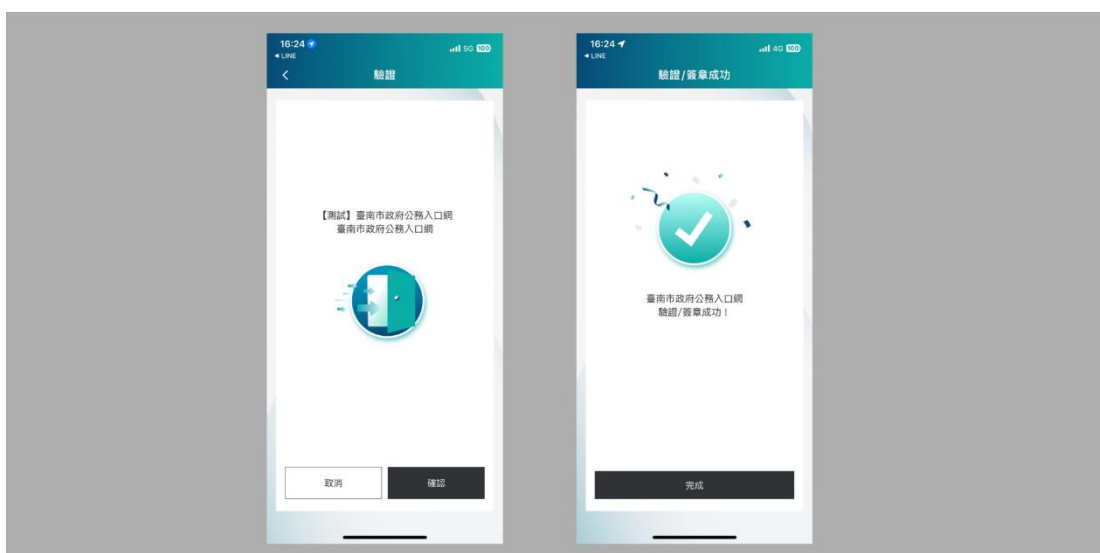 16:24
5G 100
◀ LINE
驗證
【測試】臺南市政府公務入口網
臺南市政府公務入口網
取消
確認
16:24
4G 100
◀ LINE
驗證/簽章成功
臺南市政府公務入口網
驗證/簽章成功！
完成